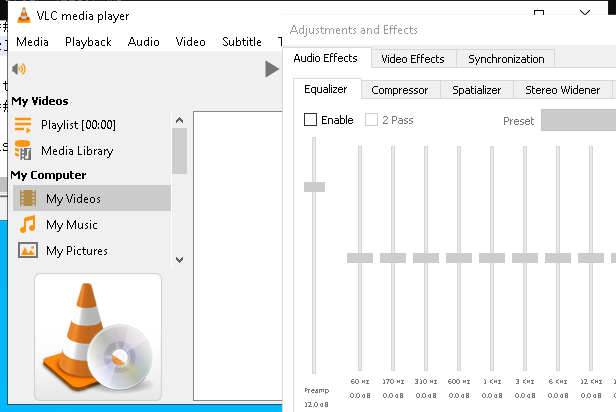 VLC media player
Media Playback Audio Video Subtitle T
My Videos
Playlist [00:00]
Media Library
My Computer
My Videos
My Music
My Pictures
Adjustments and Effects
Audio Effects Video Effects Synchronization
Equalizer Compressor Spatializer Stereo Widener
Enable 2 Pass Preset
60 Hz 170 Hz 310 Hz 600 Hz 1 KHz 3 KHz 6 KHz 12 KHz
Preamp 0.0 dB 0.0 dB 0.0 dB 0.0 dB 0.0 dB 0.0 dB 0.0 dB 0.0 dB
12.0 dB